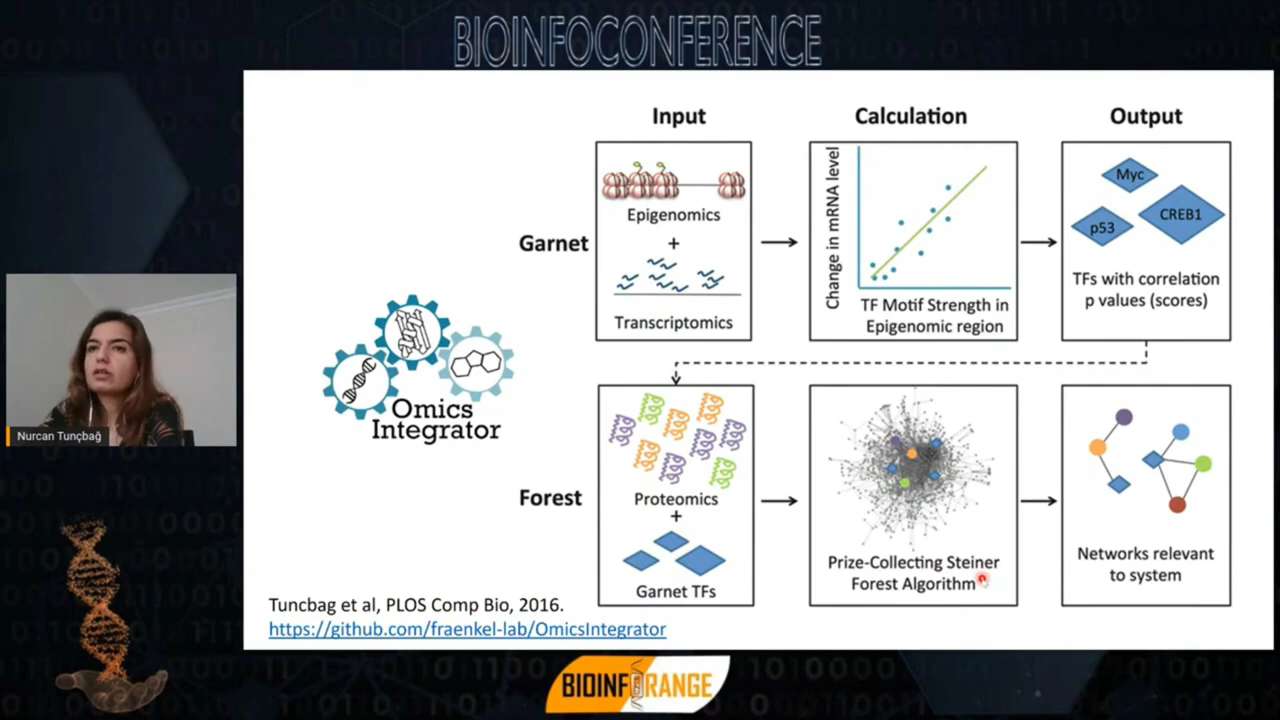 BIOINFOCONFERENCE
Input
Calculation
Output
Garnet
Epigenomics
+
Transcriptomics
Change in mRNA level
TF Motif Strength in
Epigenomic region
Myc
CREB1
p53
TFs with correlation
p values (scores)
Omics
Integrator
Forest
Proteomics
+
Garnet TFs
Prize-Collecting Steiner
Forest Algorithm
Networks relevant
to system
Nurcan Tunçbağ
Tuncbag et al, PLOS Comp Bio, 2016.
https://github.com/fraenkel-lab/OmicsIntegrator
BIOINFORANGE